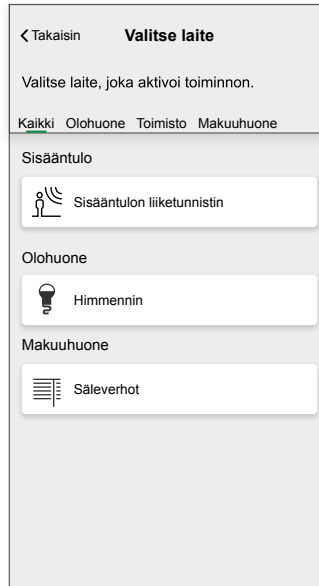 Takaisin Valitse laite
Valitse laite, joka aktivoi toiminnon.
Kaikki Olohuone Toimisto Makuuhuone
Sisääntulo
Sisääntulon liiketunnistin
Olohuone
Himmennin
Makuuhuone
Säleverhot